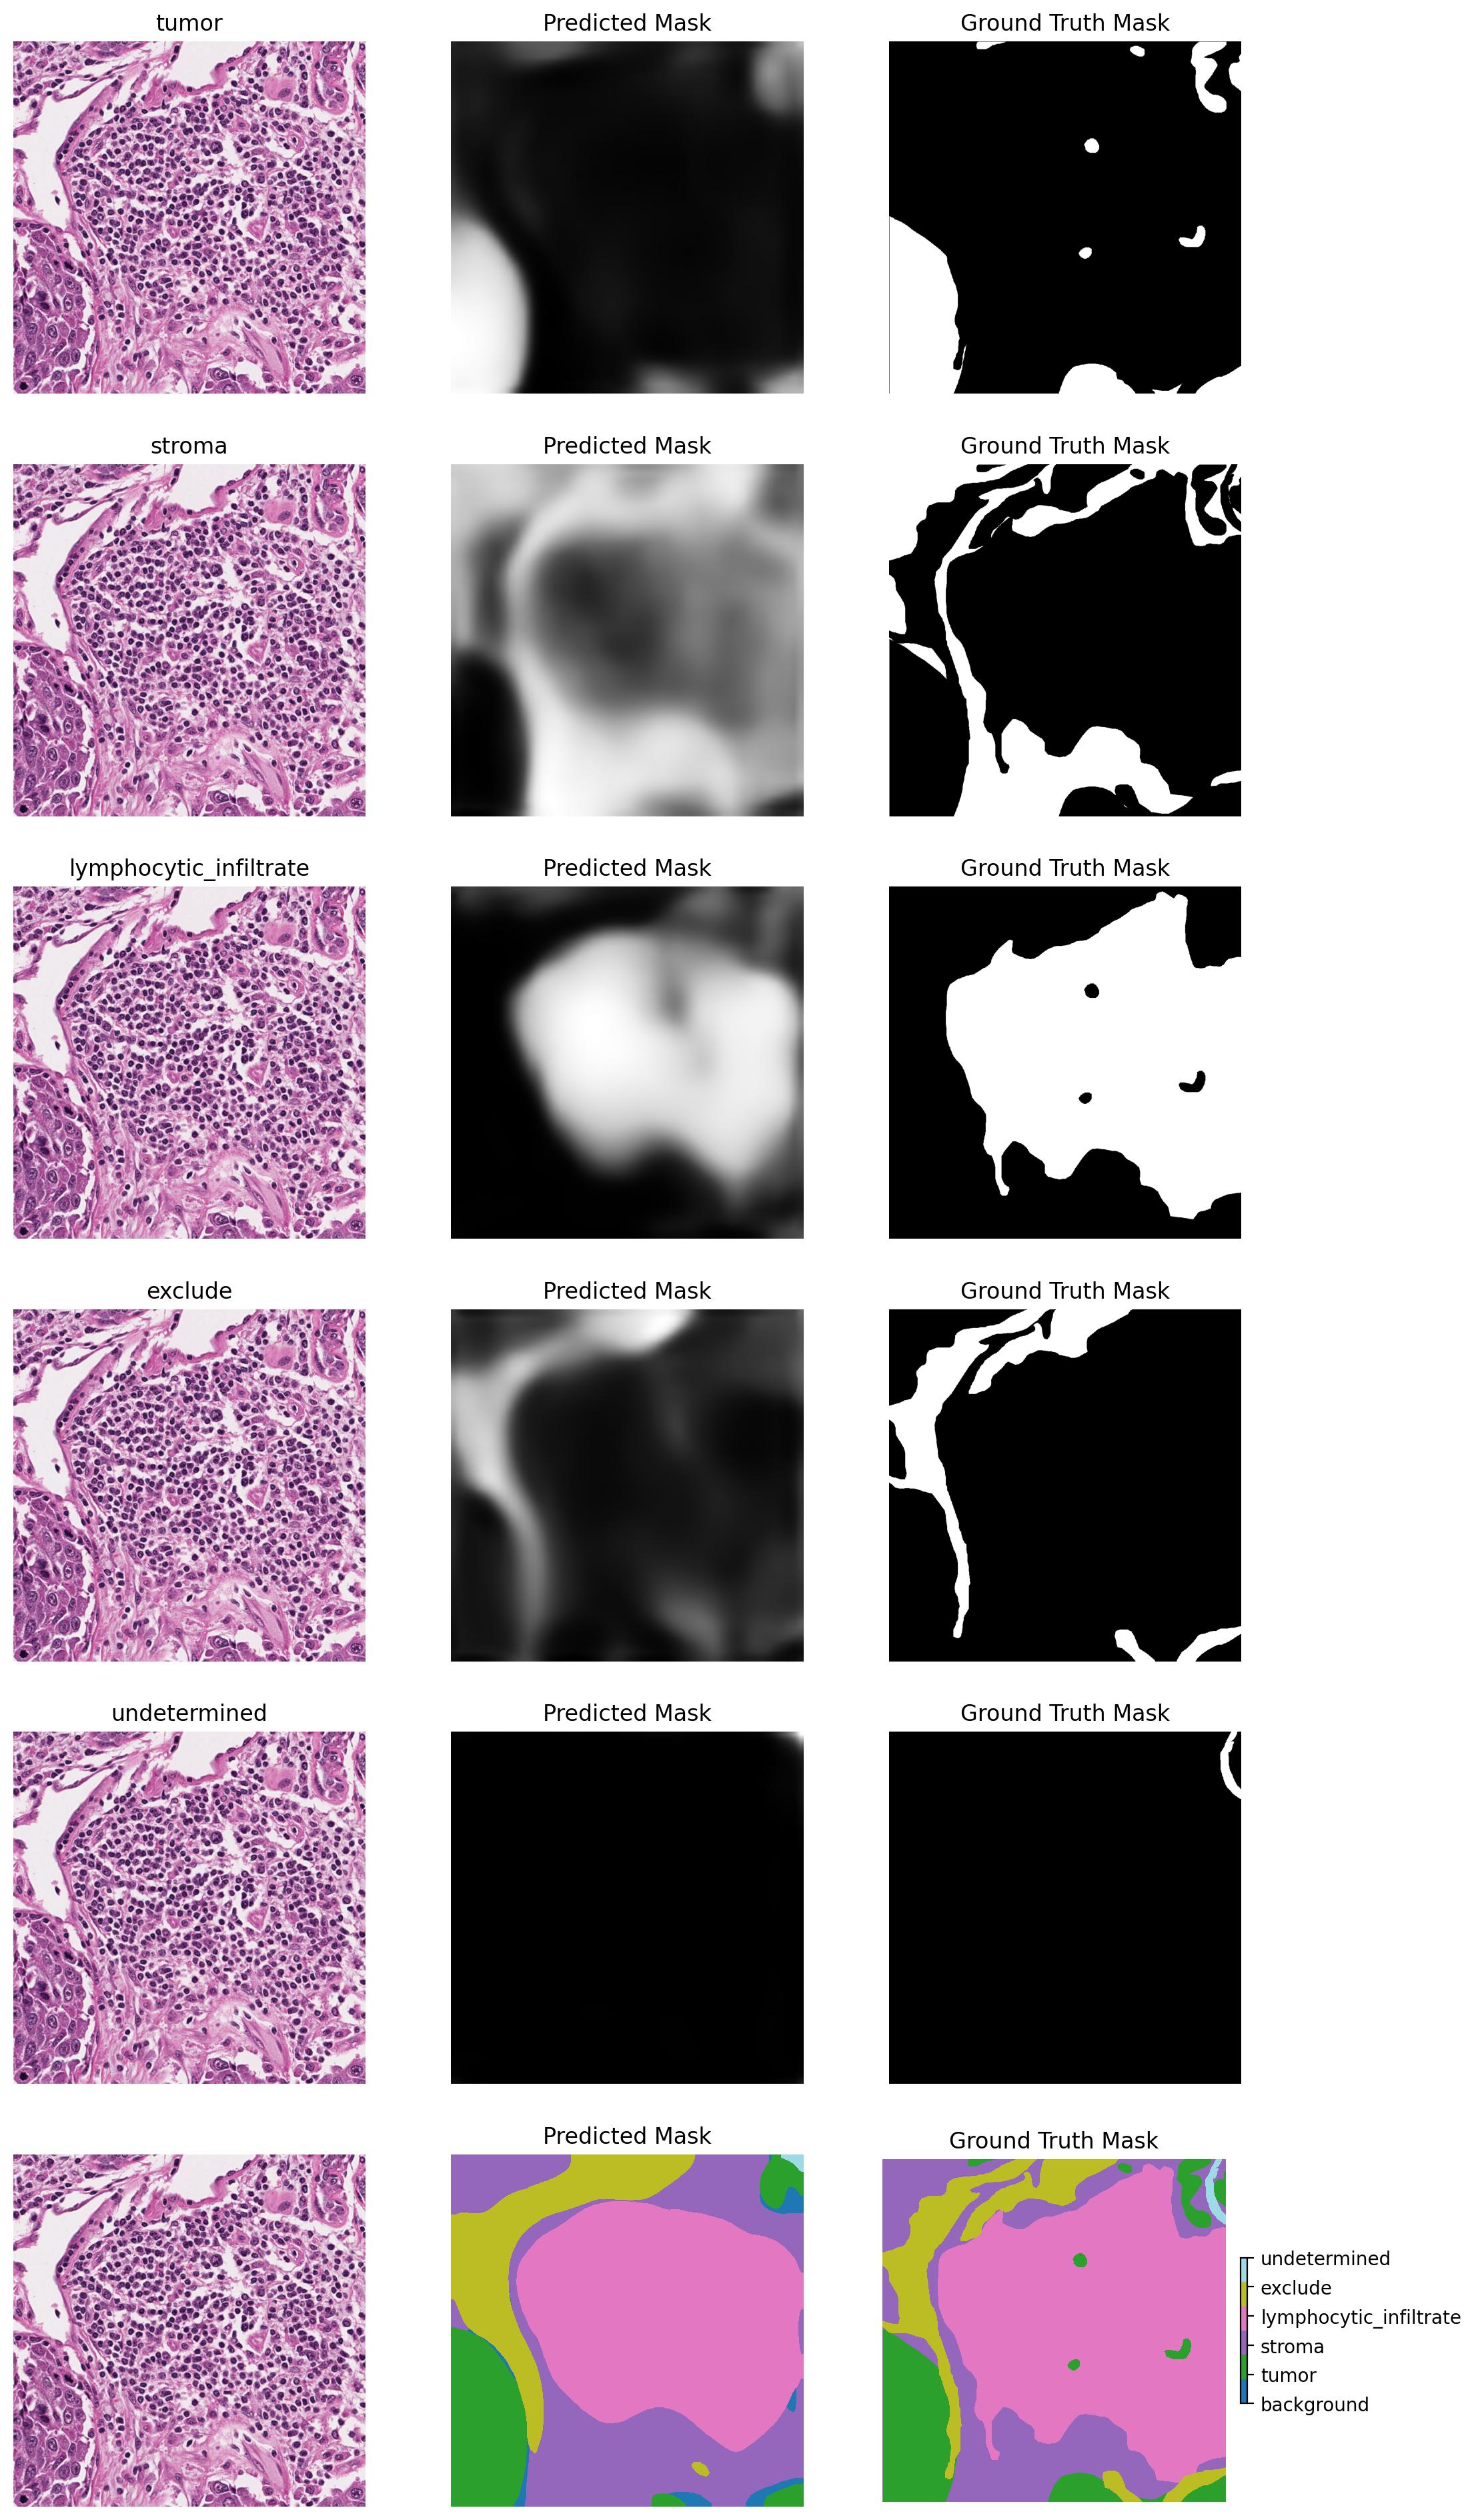 tumor
Predicted Mask
Ground Truth Mask
stroma
Predicted Mask
Ground Truth Mask
lymphocytic_infiltrate
Predicted Mask
Ground Truth Mask
exclude
Predicted Mask
Ground Truth Mask
undetermined
Predicted Mask
Ground Truth Mask
Predicted Mask
Ground Truth Mask
undetermined
exclude
lymphocytic_infiltrate
stroma
tumor
background